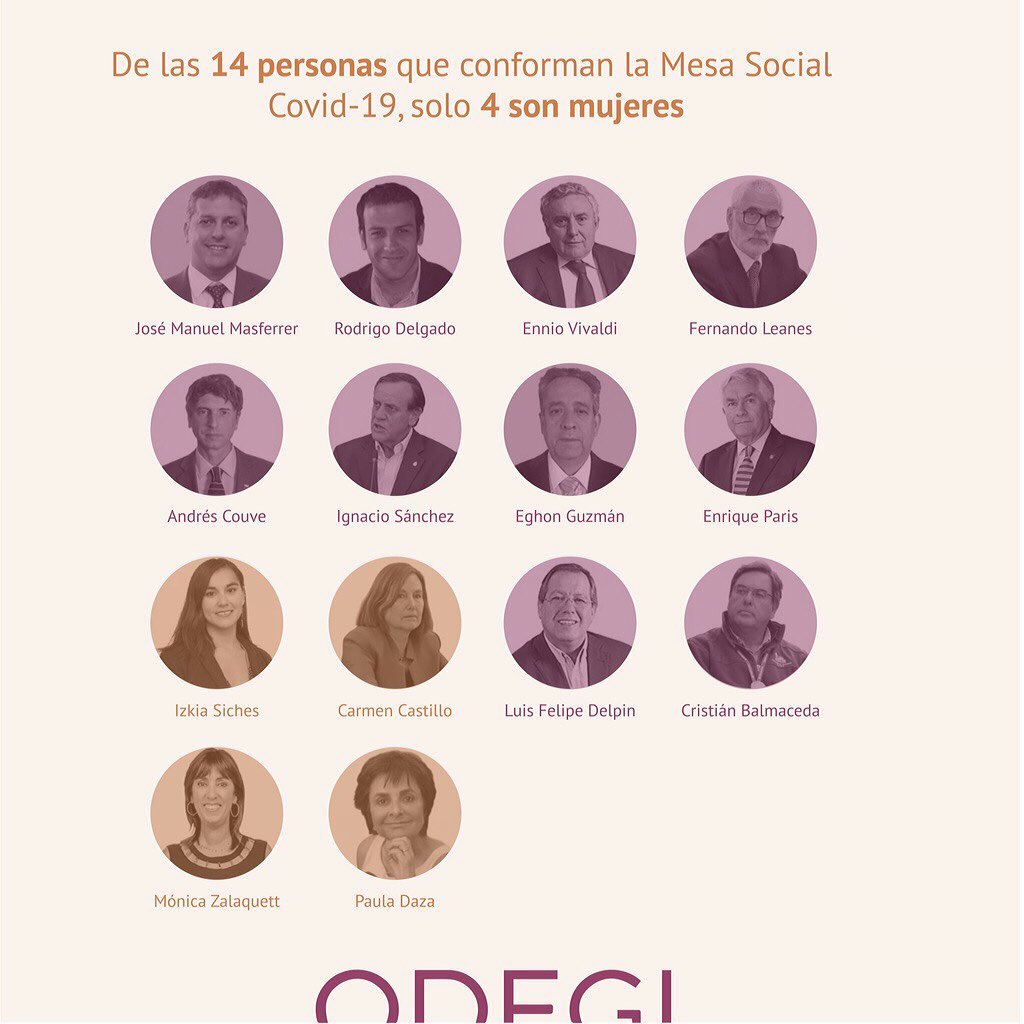 De las 14 personas que conforman la Mesa Social
Covid-19, solo 4 son mujeres
José Manuel Masferrer
Rodrigo Delgado
Ennio Vivaldi
Fernando Leanes
Andrés Couve
Ignacio Sánchez
Eghon Guzmán
Enrique Paris
Izkia Siches
Carmen Castillo
Luis Felipe Delpin
Cristián Balmaceda
Mónica Zalaquett
Paula Daza
ODEGI